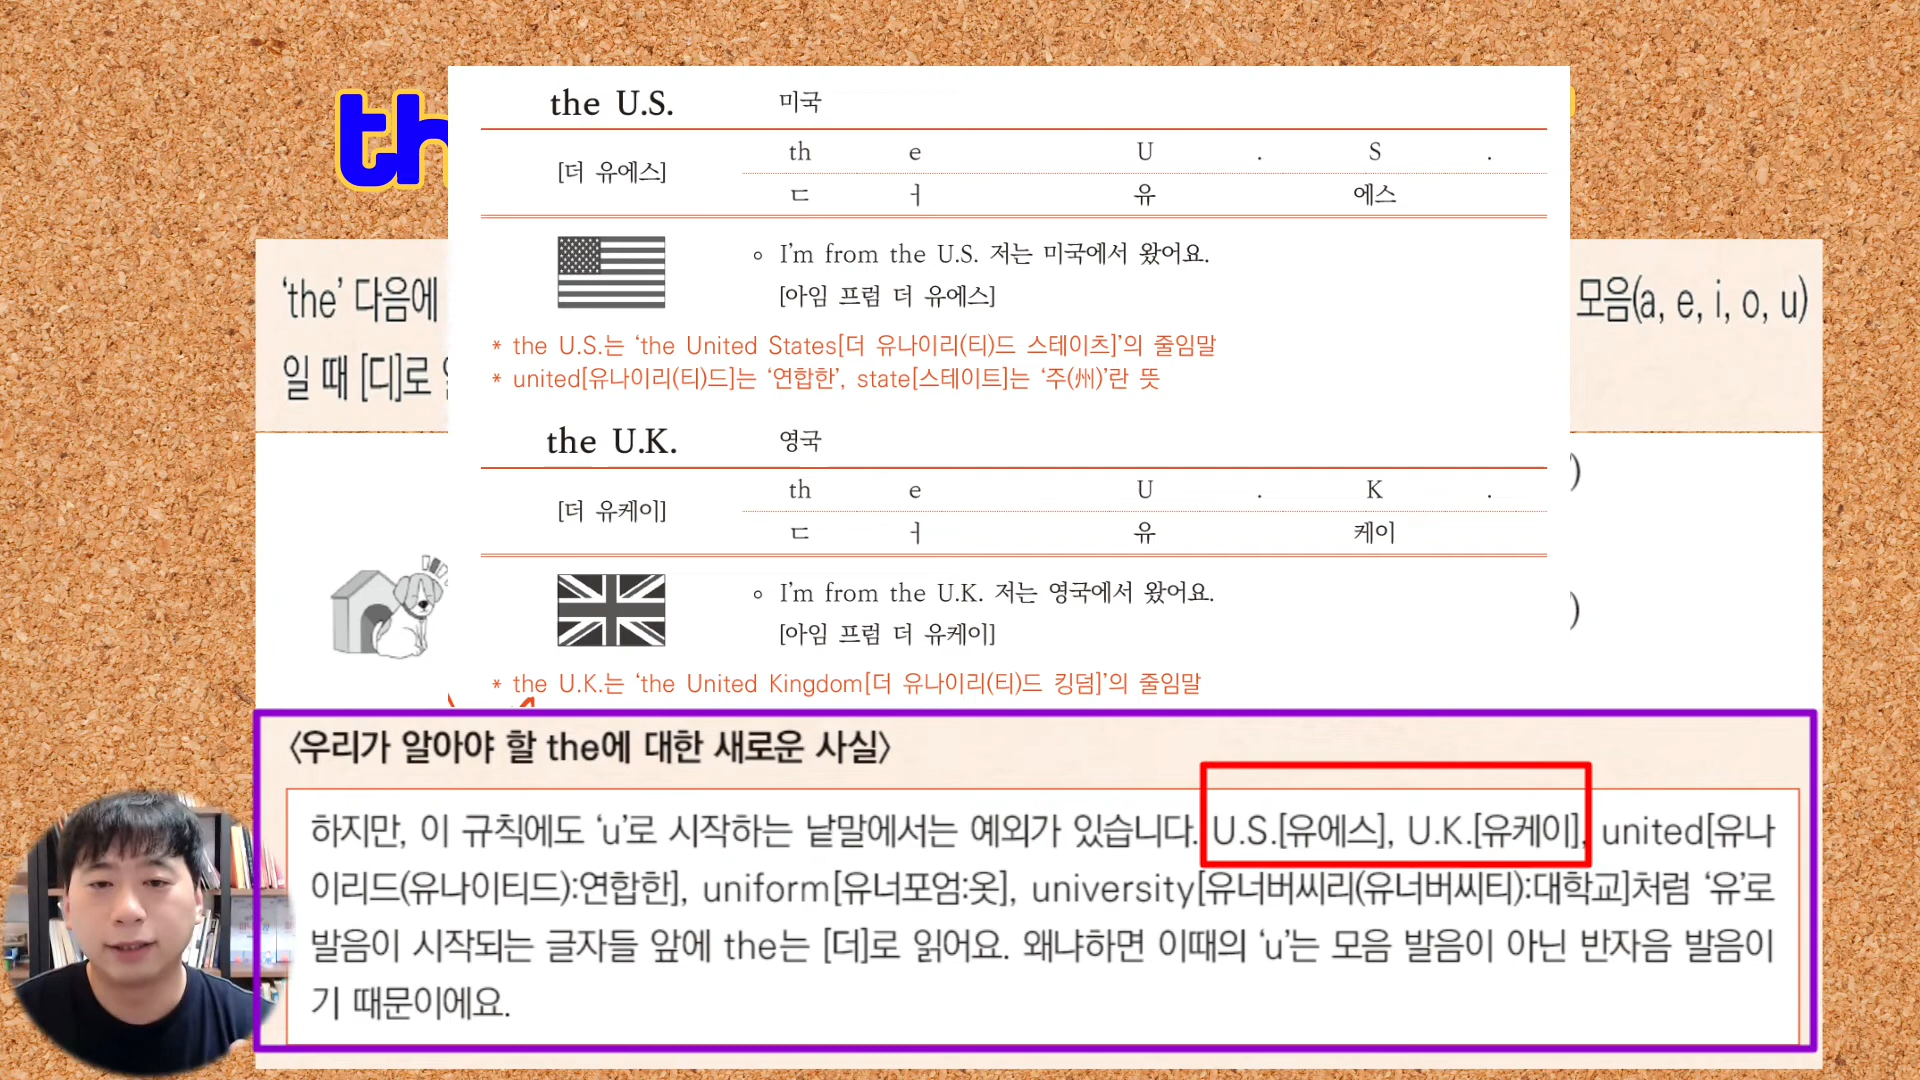 th
the U.S. 미국
th e U . S .
[더 유에스]
ㄷ ㅓ 유 에스
I'm from the U.S. 저는 미국에서 왔어요.
[아임 프럼 더 유에스]
‘the’ 다음에
모음(a, e, i, o, u)
일 때 [디]로
* the U.S.는 ‘the United States[더 유나이리(티)드 스테이츠]’의 줄임말
* united[유나이리(티)드]는 ‘연합한’, state[스테이트]는 ‘주(州)’란 뜻
the U.K. 영국
th e U . K .
[더 유케이]
ㄷ ㅓ 유 케이
I'm from the U.K. 저는 영국에서 왔어요.
[아임 프럼 더 유케이]
* the U.K.는 ‘the United Kingdom[더 유나이리(티)드 킹덤]’의 줄임말
)
)
〈우리가 알아야 할 the에 대한 새로운 사실〉
하지만, 이 규칙에도 ‘u’로 시작하는 낱말에서는 예외가 있습니다. U.S.[유에스], U.K.[유케이], united[유나
이리드(유나이티드):연합한], uniform[유너포엄:옷], university[유너버씨리(유너버씨티):대학교]처럼 ‘유’로
발음이 시작되는 글자들 앞에 the는 [더]로 읽어요. 왜냐하면 이때의 ‘u’는 모음 발음이 아닌 반자음 발음이
기 때문이에요.